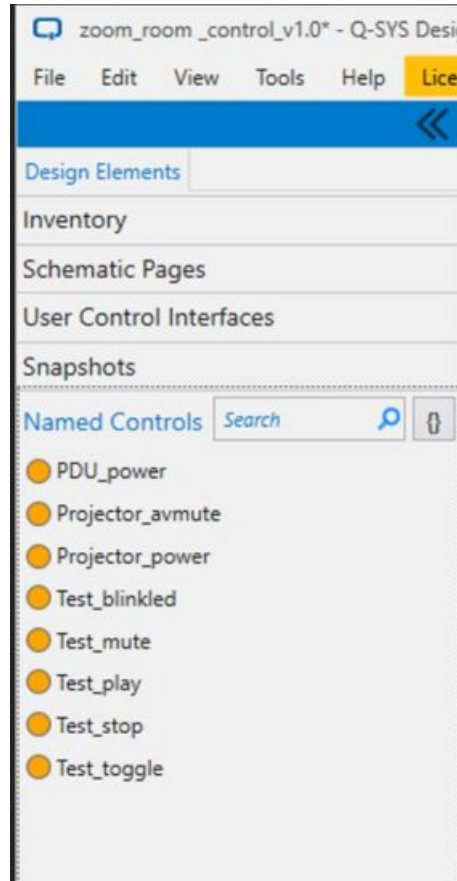 zoom_room _control_v1.0* - Q-SYS Desi
File Edit View Tools Help Lice
Design Elements
Inventory
Schematic Pages
User Control Interfaces
Snapshots
Named Controls Search {}
PDU_power
Projector_avmute
Projector_power
Test_blinkled
Test_mute
Test_play
Test_stop
Test_toggle